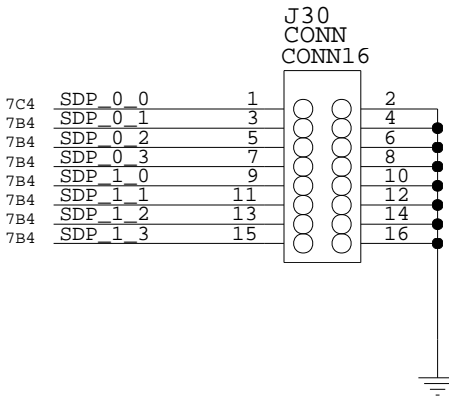 J30
CONN
CONN16
7C4 SDP_0_0 1 2
7B4 SDP_0_1 3 4
7B4 SDP_0_2 5 6
7B4 SDP_0_3 7 8
7B4 SDP_1_0 9 10
7B4 SDP_1_1 11 12
7B4 SDP_1_2 13 14
7B4 SDP_1_3 15 16